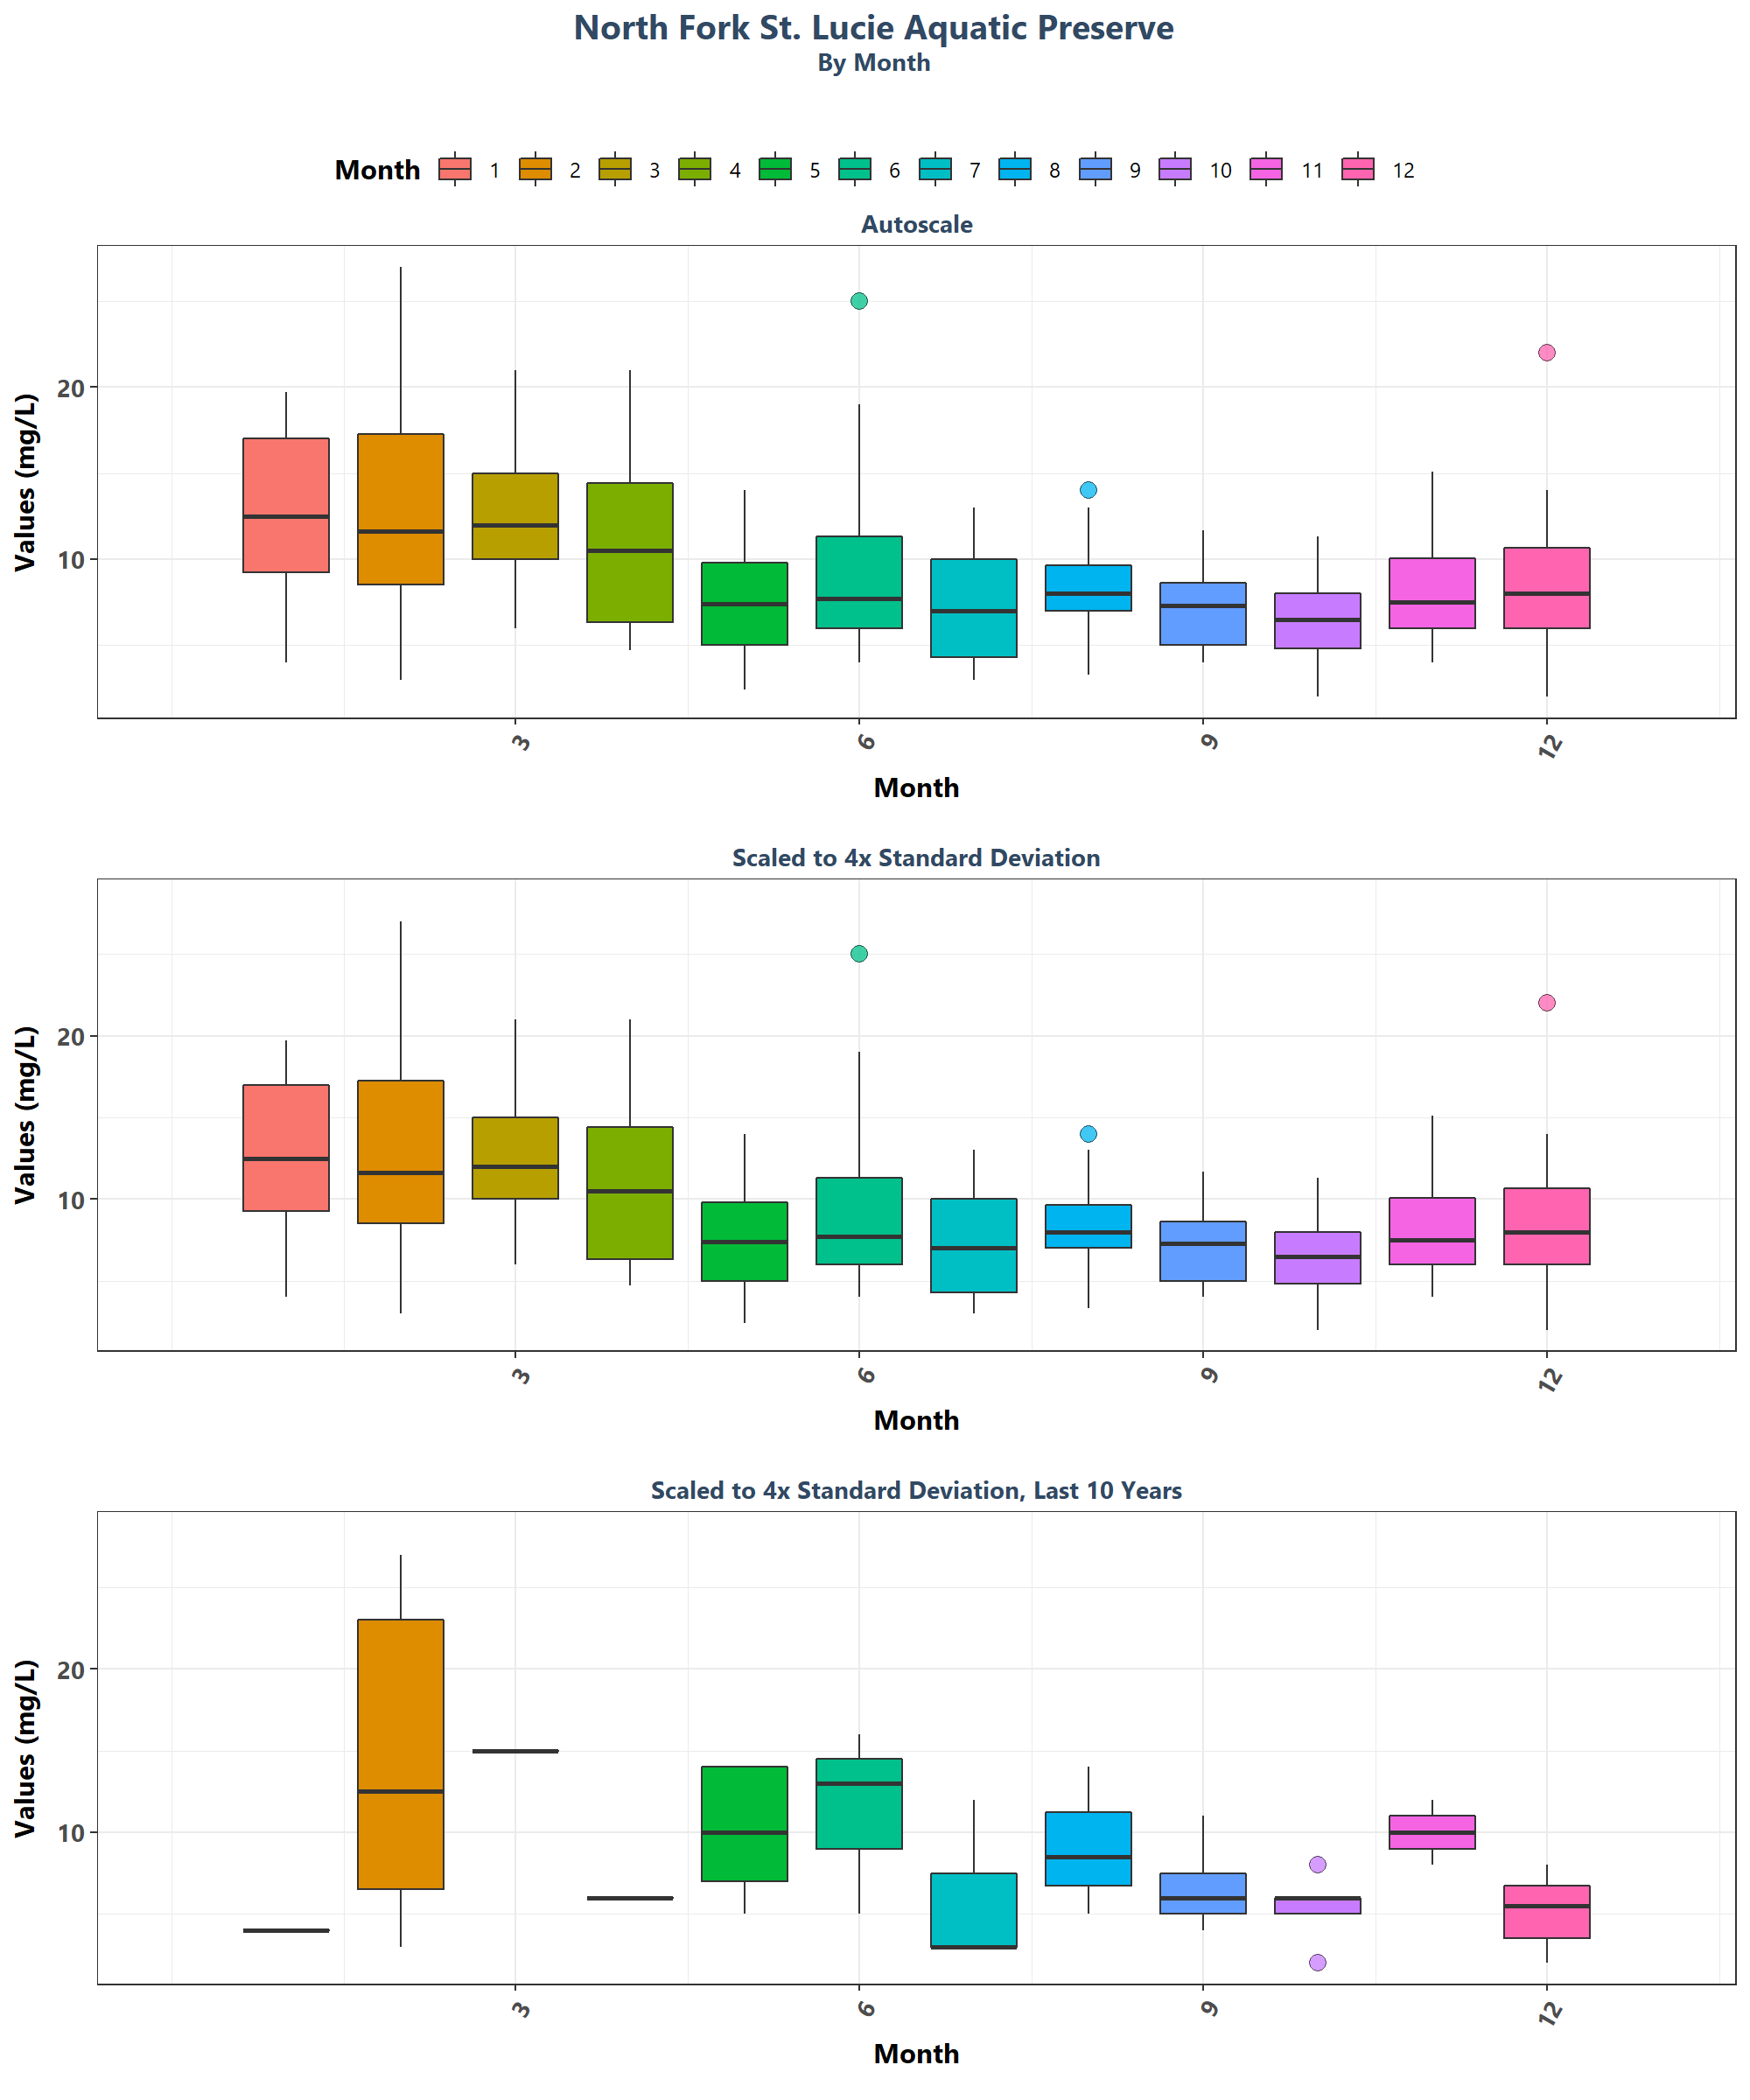 North Fork St. Lucie Aquatic Preserve
By Month
Month 1 2 3 4 5 6 7 8 9 10 11 12
Autoscale
Values (mg/L)
20
10
3 6 9 12
Month
Scaled to 4x Standard Deviation
Values (mg/L)
20
10
3 6 9 12
Month
Scaled to 4x Standard Deviation, Last 10 Years
Values (mg/L)
20
10
3 6 9 12
Month